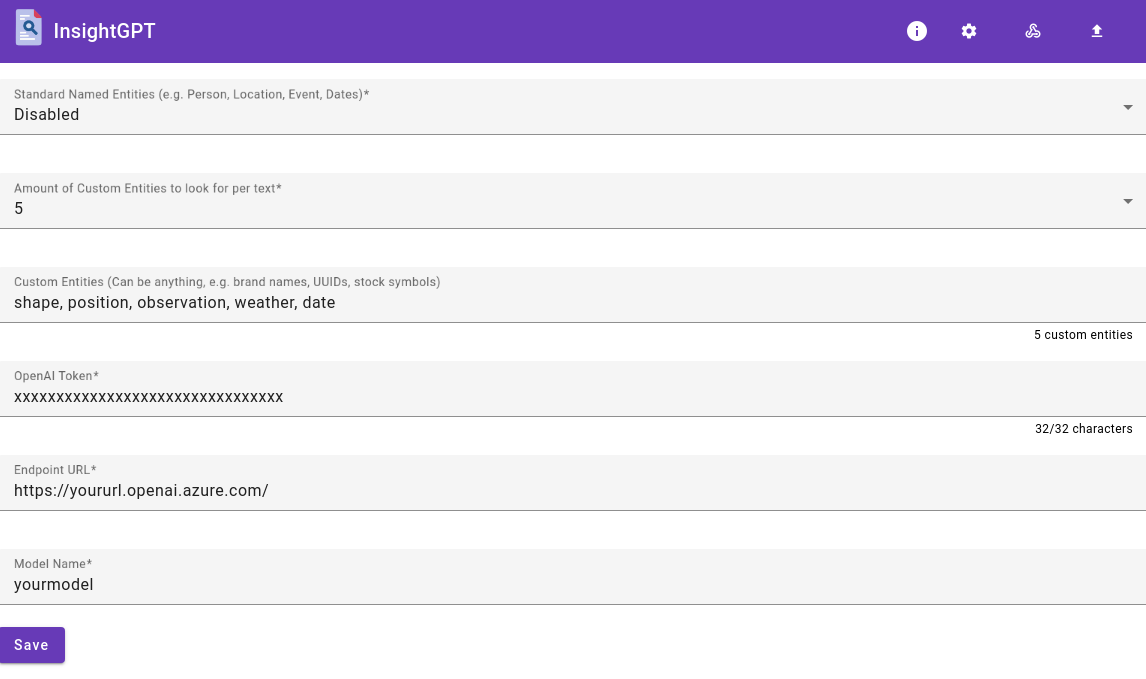 InsightGPT
Standard Named Entities (e.g. Person, Location, Event, Dates)*
Disabled
Amount of Custom Entities to look for per text*
5
Custom Entities (Can be anything, e.g. brand names, UUIDs, stock symbols)
shape, position, observation, weather, date
5 custom entities
OpenAI Token*
xxxxxxxxxxxxxxxxxxxxxxxxxxxxxxxx
32/32 characters
Endpoint URL*
https://yoururl.openai.azure.com/
Model Name*
yourmodel
Save